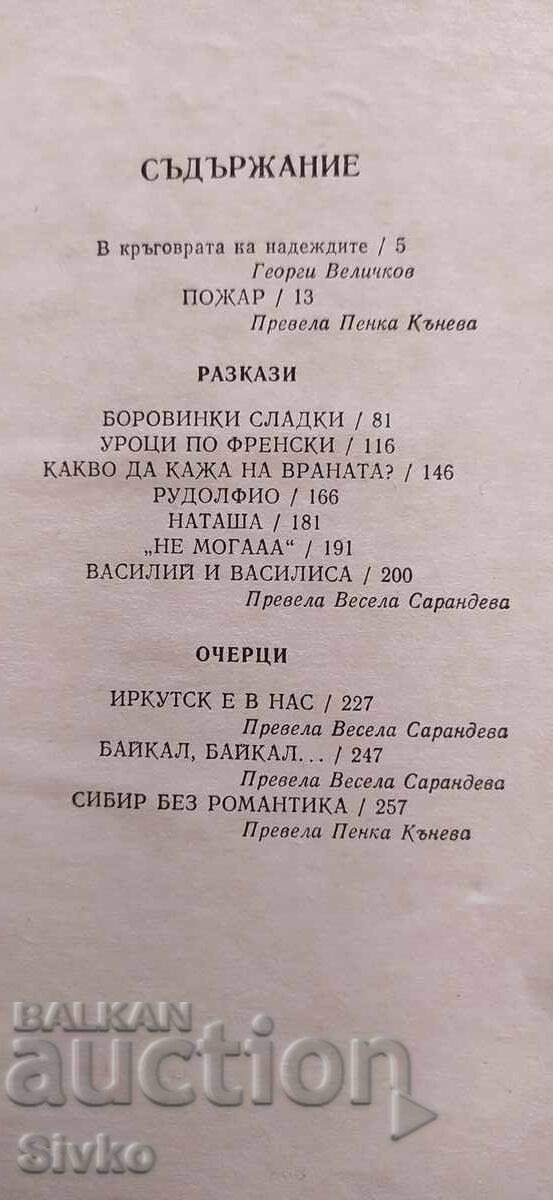 СЪДЪРЖАНИЕ
В кръговрата на надеждите / 5
Георги Величков
ПОЖАР / 13
Превела Пенка Кънева
РАЗКАЗИ
БОРОВИНКИ СЛАДКИ / 81
УРОЦИ ПО ФРЕНСКИ / 116
КАКВО ДА КАЖА НА ВРАНАТА? / 146
РУДОЛФИО / 166
НАТАША / 181
„НЕ МОГААА“ / 191
ВАСИЛИЙ И ВАСИЛИСА / 200
Превела Весела Сарандева
ОЧЕРЦИ
ИРКУТСК Е В НАС / 227
Превела Весела Сарандева
БАЙКАЛ, БАЙКАЛ... / 247
Превела Весела Сарандева
СИБИР БЕЗ РОМАНТИКА / 257
Превела Пенка Кънева
BALKAN
auction
Sivko